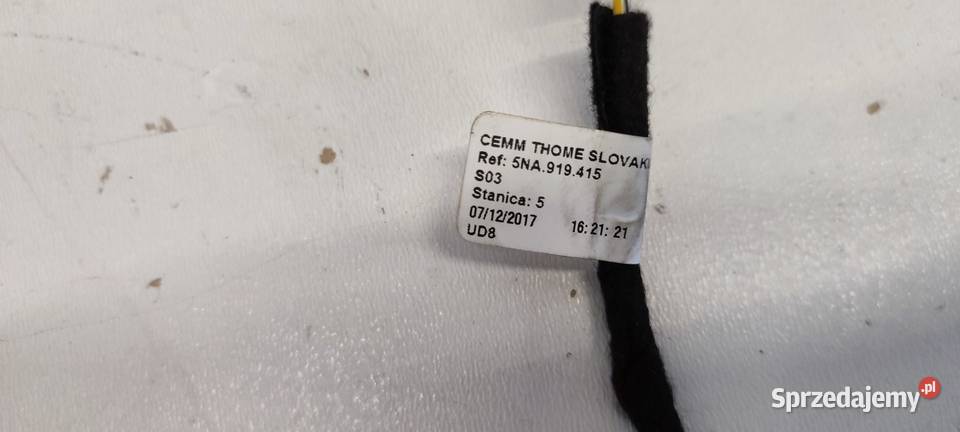 CEMM THOME SLOVAKI
Ref: 5NA.919.415
S03
Stanica: 5
07/12/2017 16:21:21
UD8
Sprzedajemy.pl